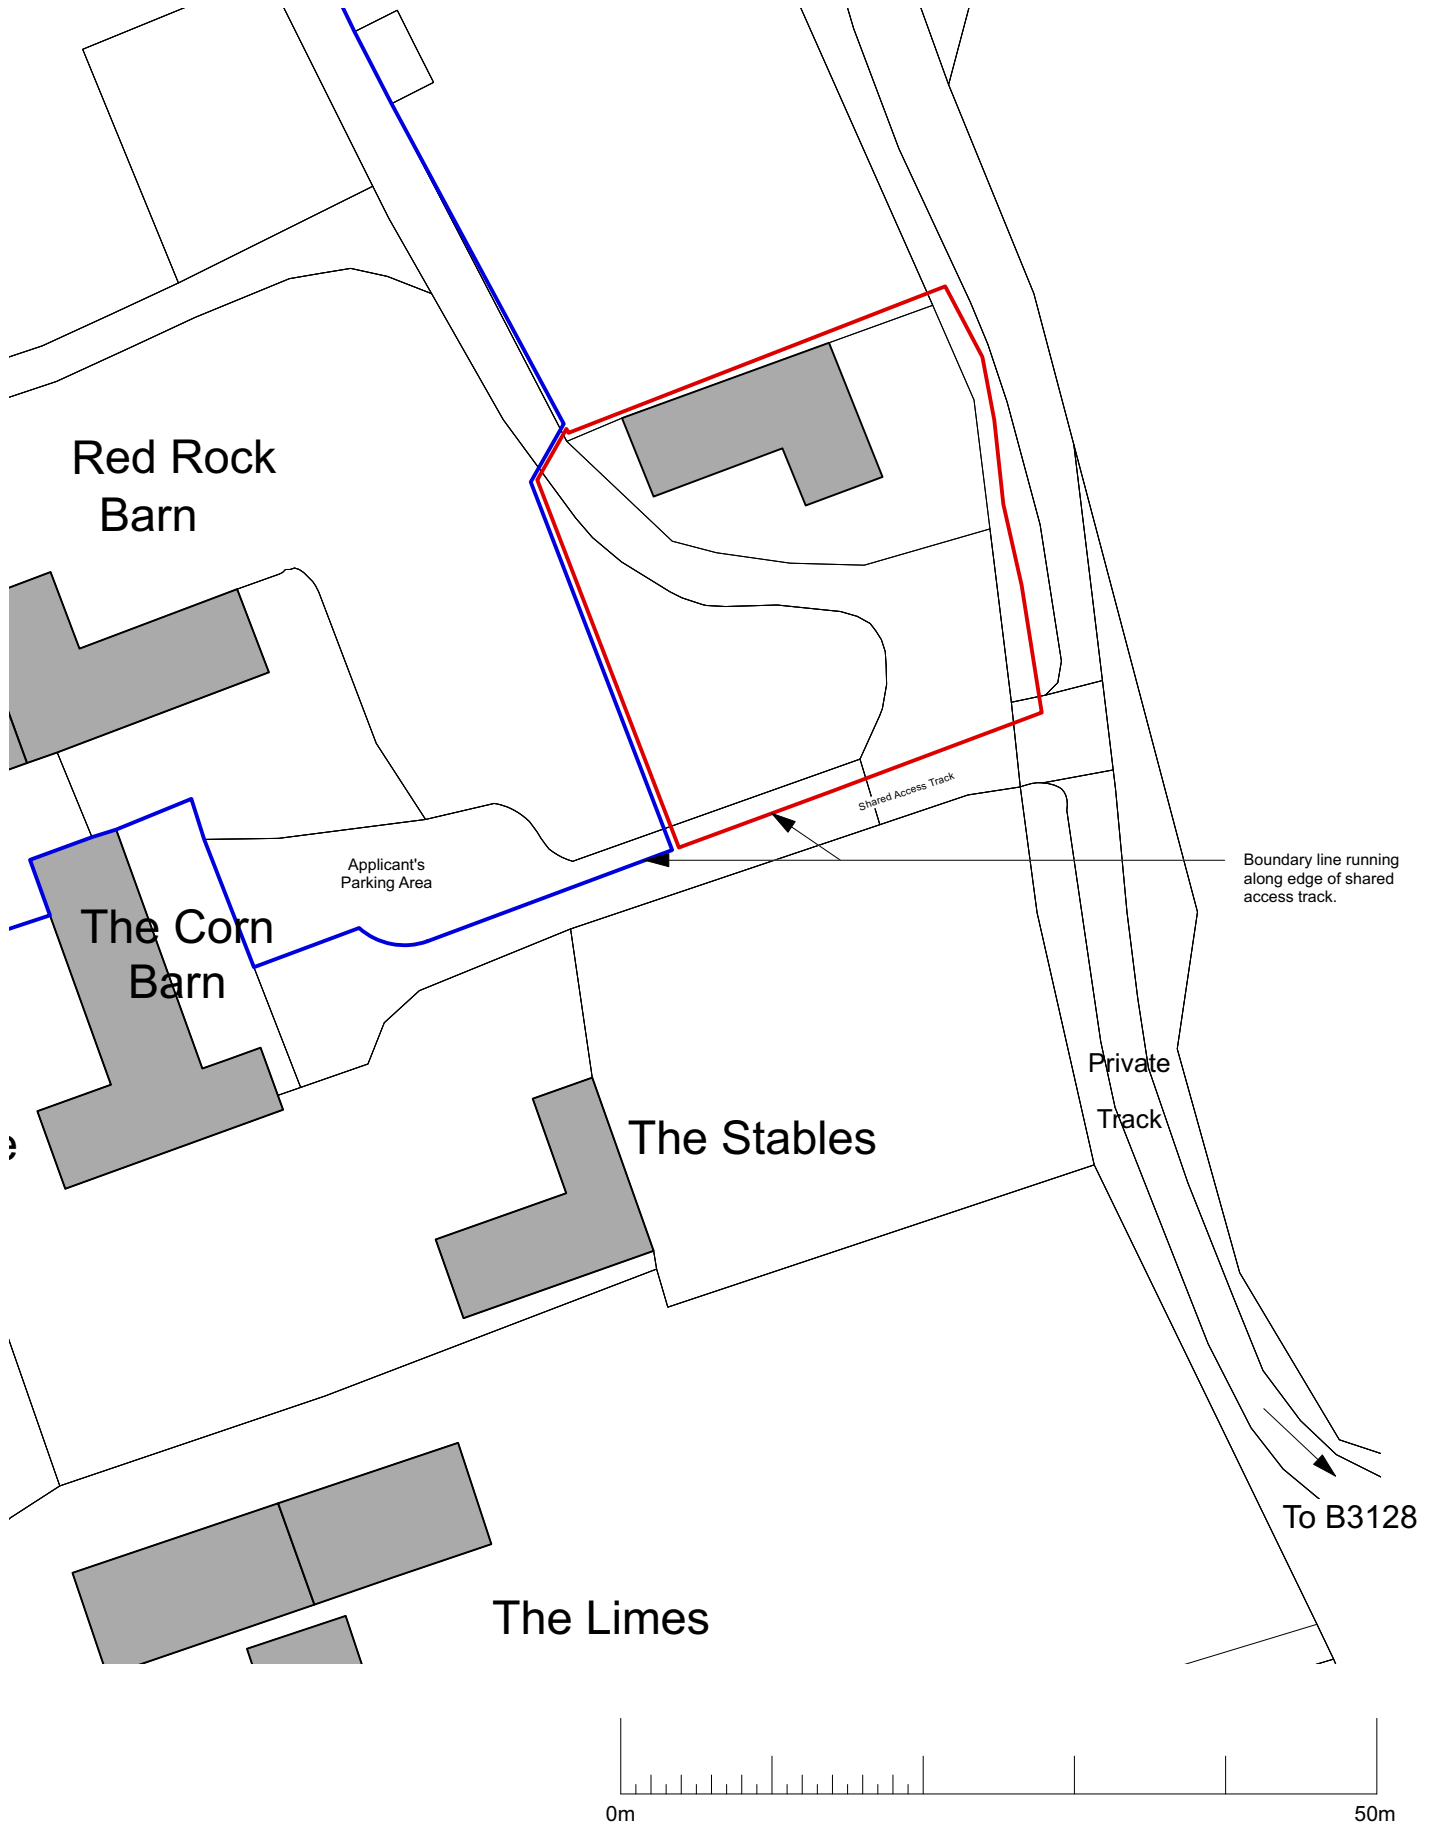 Red Rock
Barn
Shared Access Track
Applicant's
Parking Area
Boundary line running
along edge of shared
access track.
The Corn
Barn
Private
Track
The Stables
e
To B3128
The Limes
0m
50m